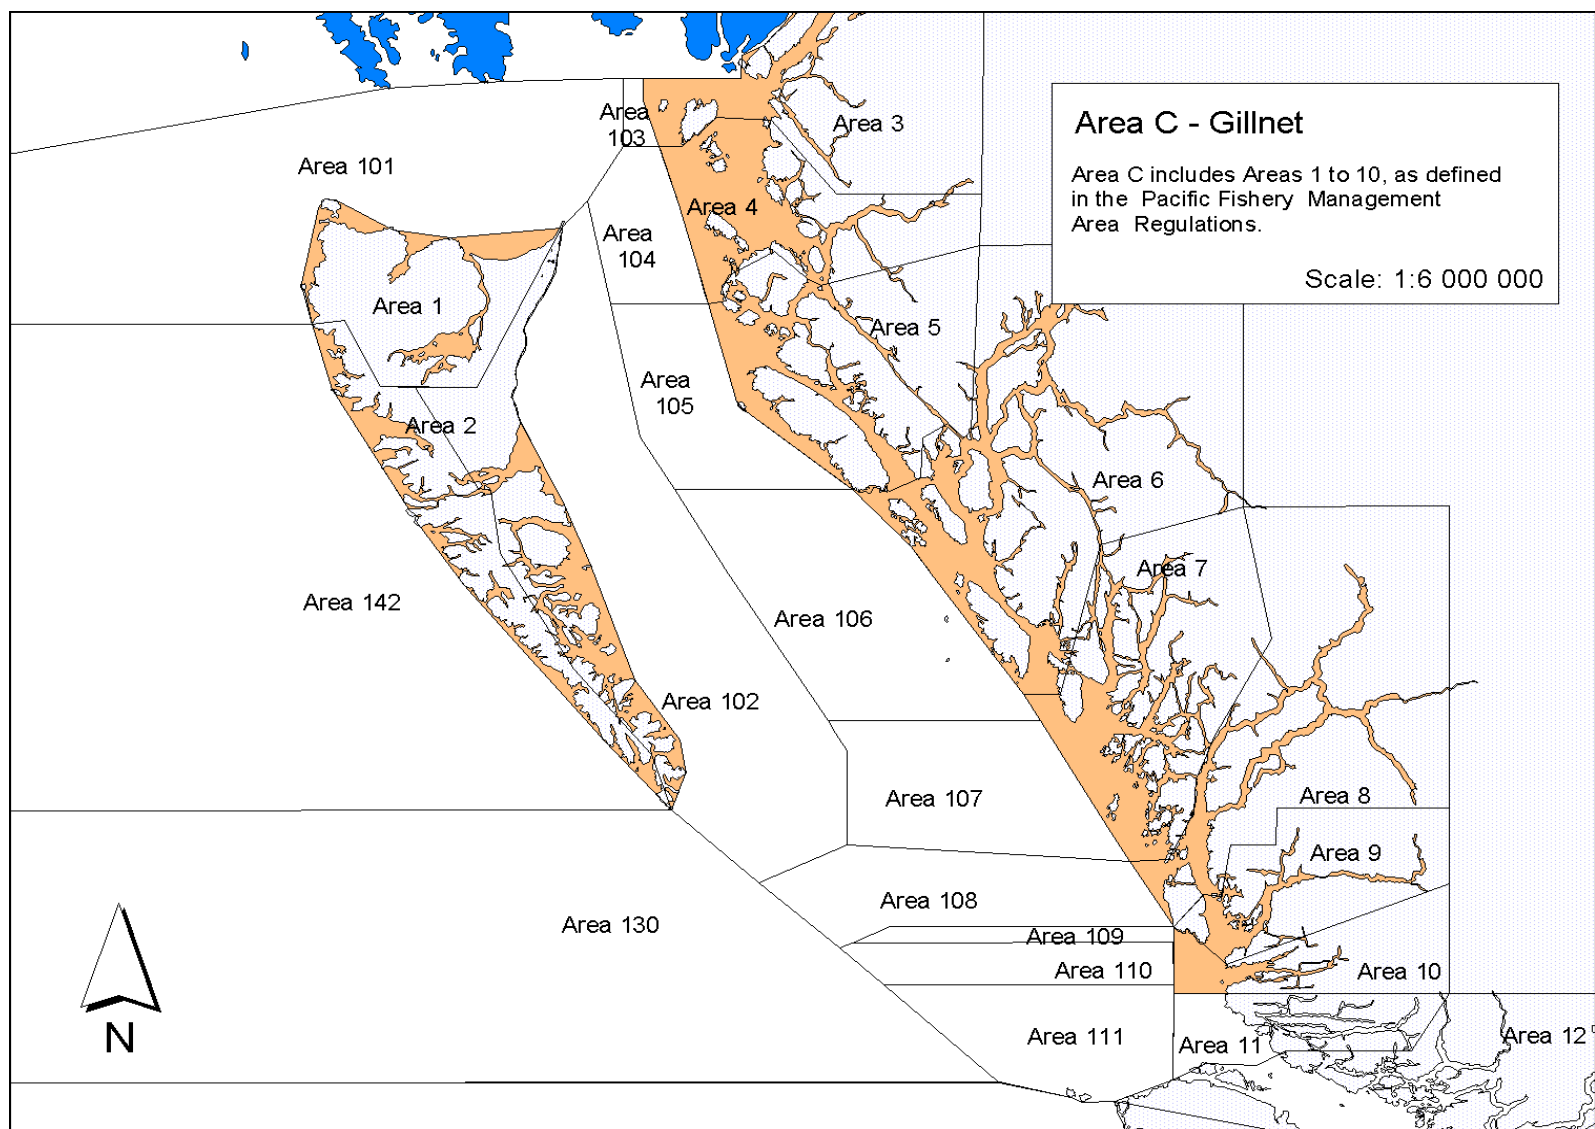 Area C - Gillnet
Area C includes Areas 1 to 10, as defined
in the Pacific Fishery Management
Area Regulations.
Scale: 1:6 000 000
Area
103
Area 3
Area 101
Area 4
Area
104
Area 1
Area 5
Area
105
Area 2
Area 6
Area 7
Area 142
Area 106
Area 102
Area 107
Area 8
Area 9
Area 108
Area 130
Area 109
Area 110
Area 10
Area 111
Area 11
Area 12
N